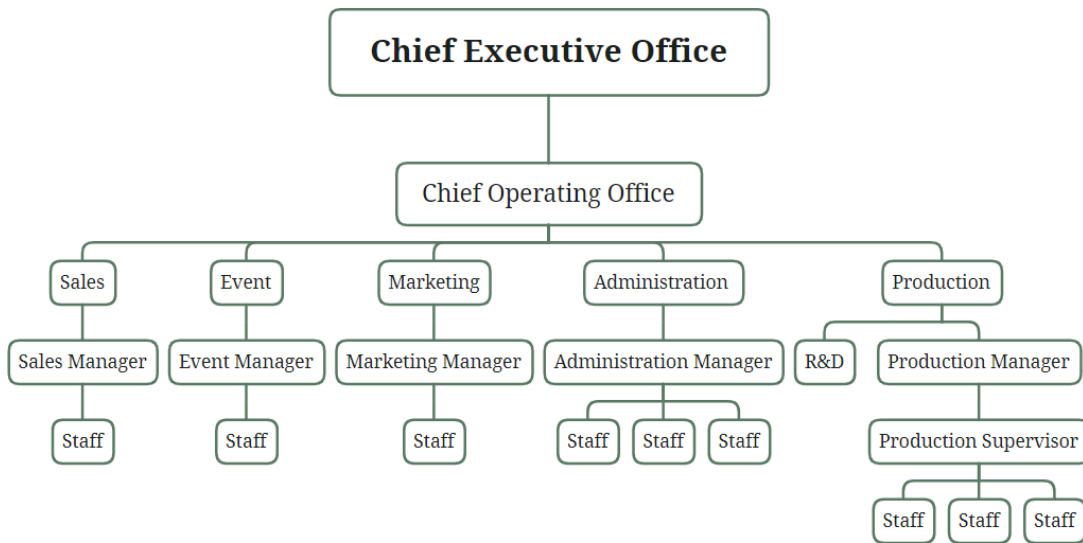 Chief Executive Office
Chief Operating Office
Sales
Event
Marketing
Administration
Production
Sales Manager
Event Manager
Marketing Manager
Administration Manager
R&D
Production Manager
Staff
Staff
Staff
Staff
Staff
Staff
Production Supervisor
Staff
Staff
Staff